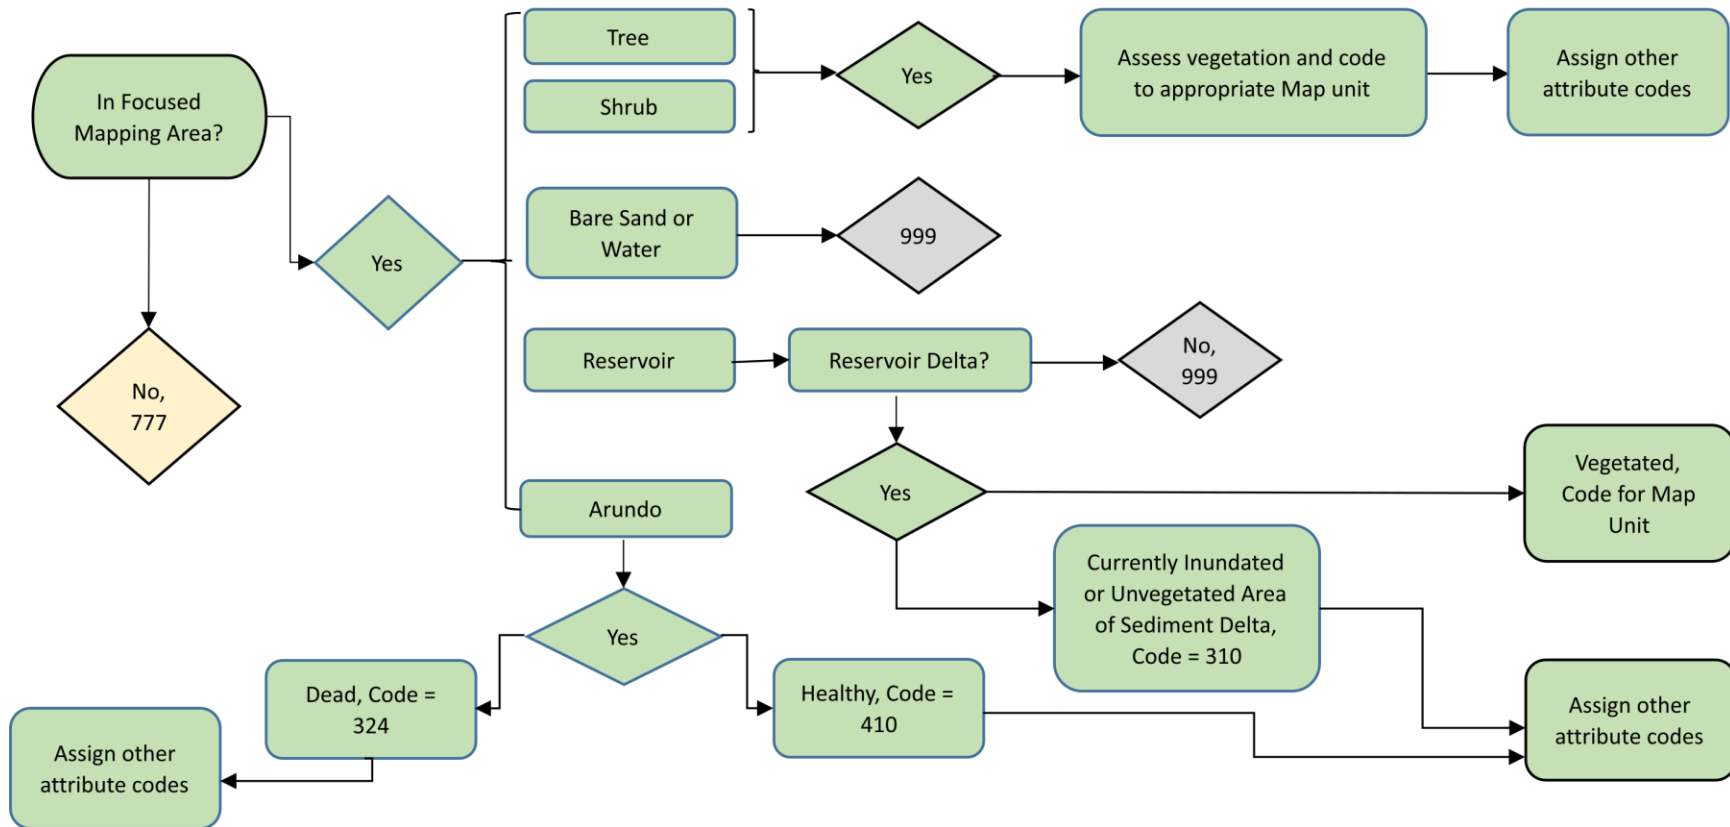 In Focused
Mapping Area?
No,
777
Yes
Tree
Shrub
Yes
Assess vegetation and code
to appropriate Map unit
Assign other
attribute codes
Bare Sand or
Water
999
Reservoir
Reservoir Delta?
No,
999
Yes
Vegetated,
Code for Map
Unit
Currently Inundated
or Unvegetated Area
of Sediment Delta,
Code = 310
Arundo
Yes
Dead, Code =
324
Assign other
attribute codes
Healthy, Code =
410
Assign other
attribute codes